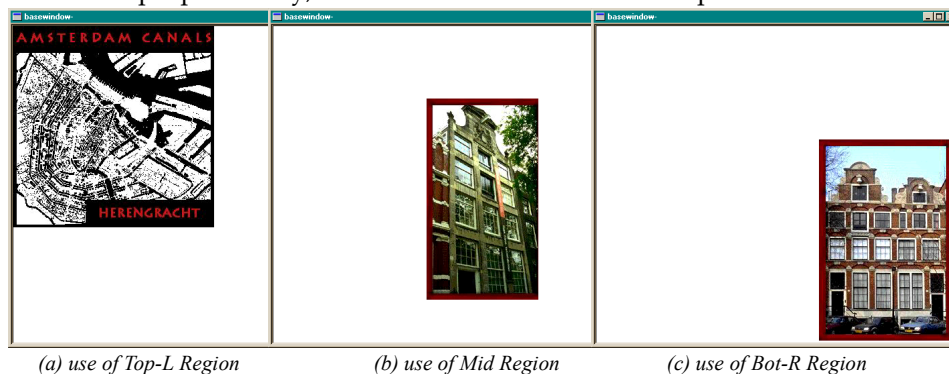 basewindow-
basewindow-
basewindow-
AMSTERDAM CANALS
HERENGRACHT
(a) use of Top-L Region
(b) use of Mid Region
(c) use of Bot-R Region